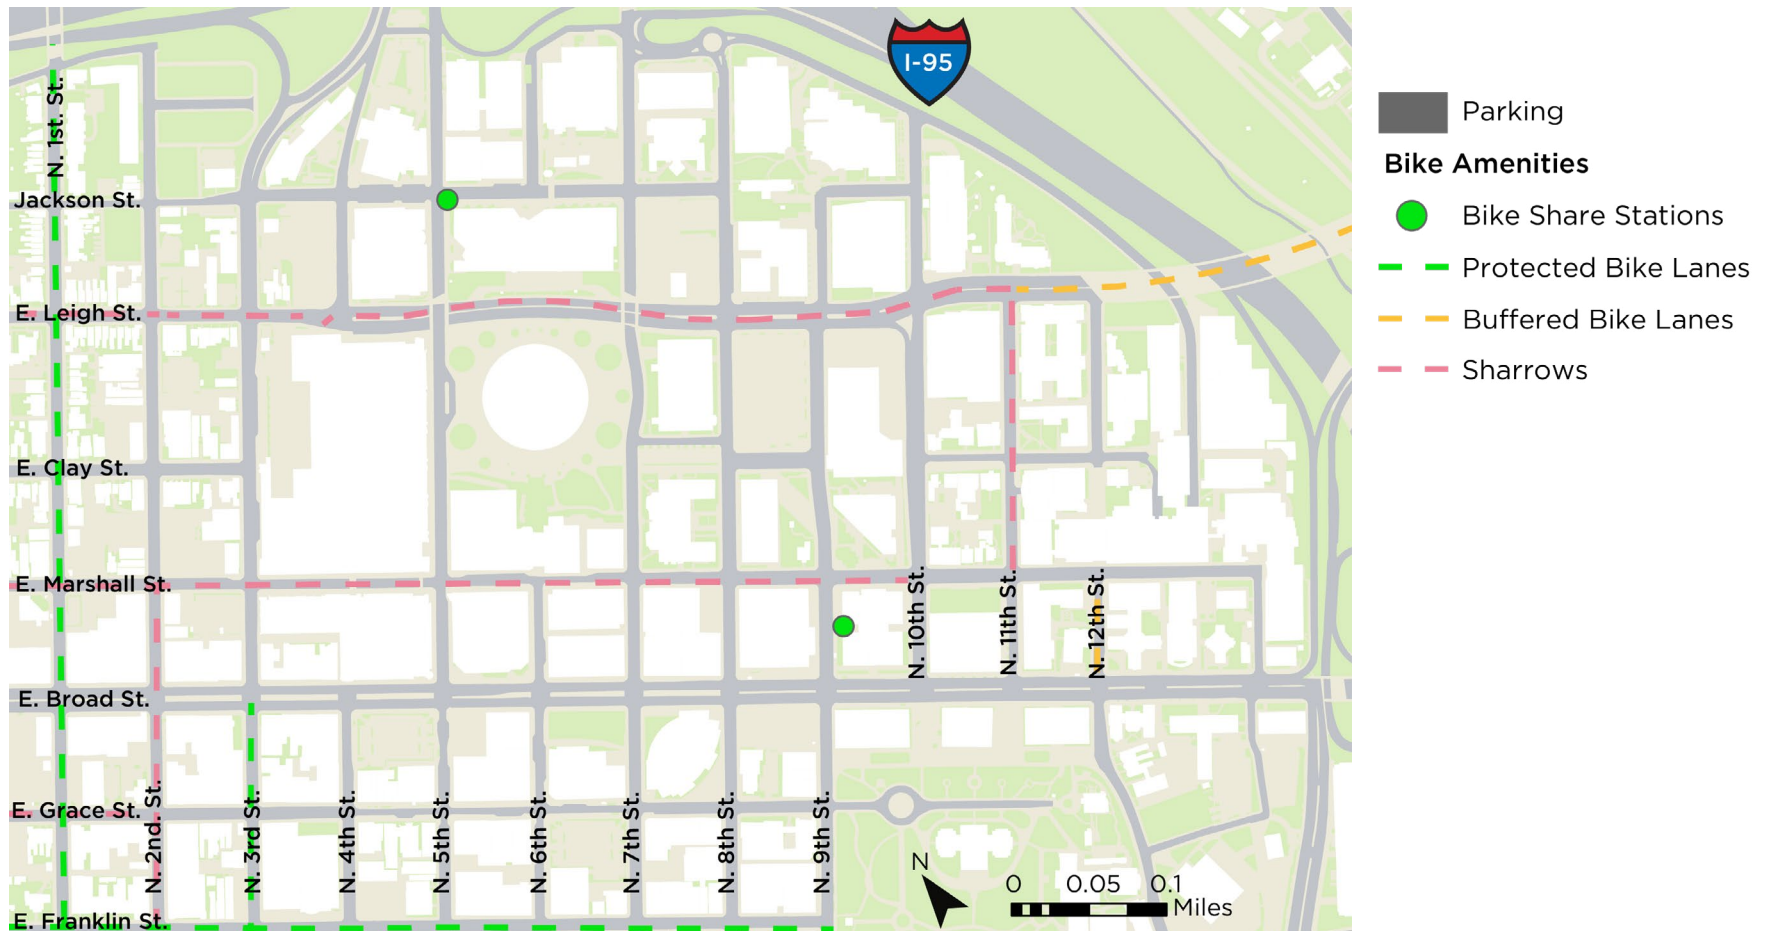 I-95
N. 1st. St.
Jackson St.
E. Leigh St.
E. Clay St.
E. Marshall St.
N. 10th St.
N. 11th St.
N. 12th St.
E. Broad St.
E. Grace St.
N. 2nd. St.
N. 3rd St.
N. 4th St.
N. 5th St.
N. 6th St.
N. 7th St.
N. 8th St.
N. 9th St.
E. Franklin St.
N
0 0.05 0.1
Miles
Parking
Bike Amenities
Bike Share Stations
Protected Bike Lanes
Buffered Bike Lanes
Sharrows